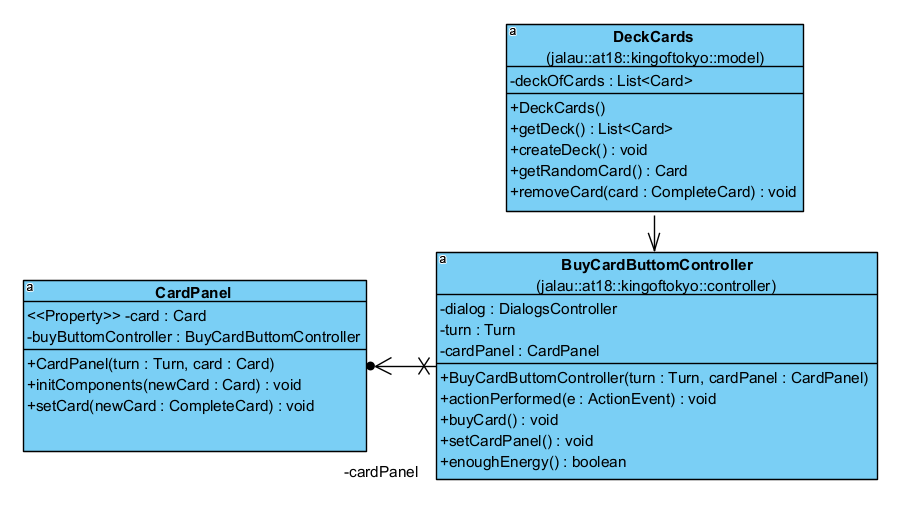 a
DeckCards
(jalau::at18::kingoftokyo::model)
-deckOfCards : List<Card>
+DeckCards()
+getDeck() : List<Card>
+createDeck() : void
+getRandomCard() : Card
+removeCard(card : CompleteCard) : void
a
CardPanel
<<Property>> -card : Card
-buyButtomController : BuyCardButtomController
+CardPanel(turn : Turn, card : Card)
+initComponents(newCard : Card) : void
+setCard(newCard : CompleteCard) : void
a
BuyCardButtomController
(jalau::at18::kingoftokyo::controller)
-dialog : DialogsController
-turn : Turn
-cardPanel : CardPanel
+BuyCardButtomController(turn : Turn, cardPanel : CardPanel)
+actionPerformed(e : ActionEvent) : void
+buyCard() : void
+setCardPanel() : void
+enoughEnergy() : boolean
-cardPanel